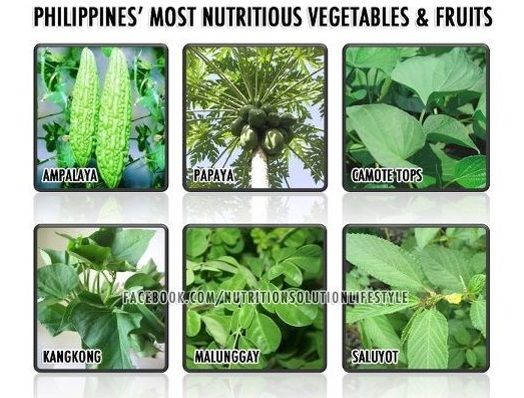 PHILIPPINES' MOST NUTRITIOUS VEGETABLES & FRUITS
AMPALAYA
PAPAYA
CAMOTE TOPS
FACEBOOK.COM/NUTRITIONSOLUTIONLIFESTYLE
KANGKONG
MALUNGGAY
SALUYOT